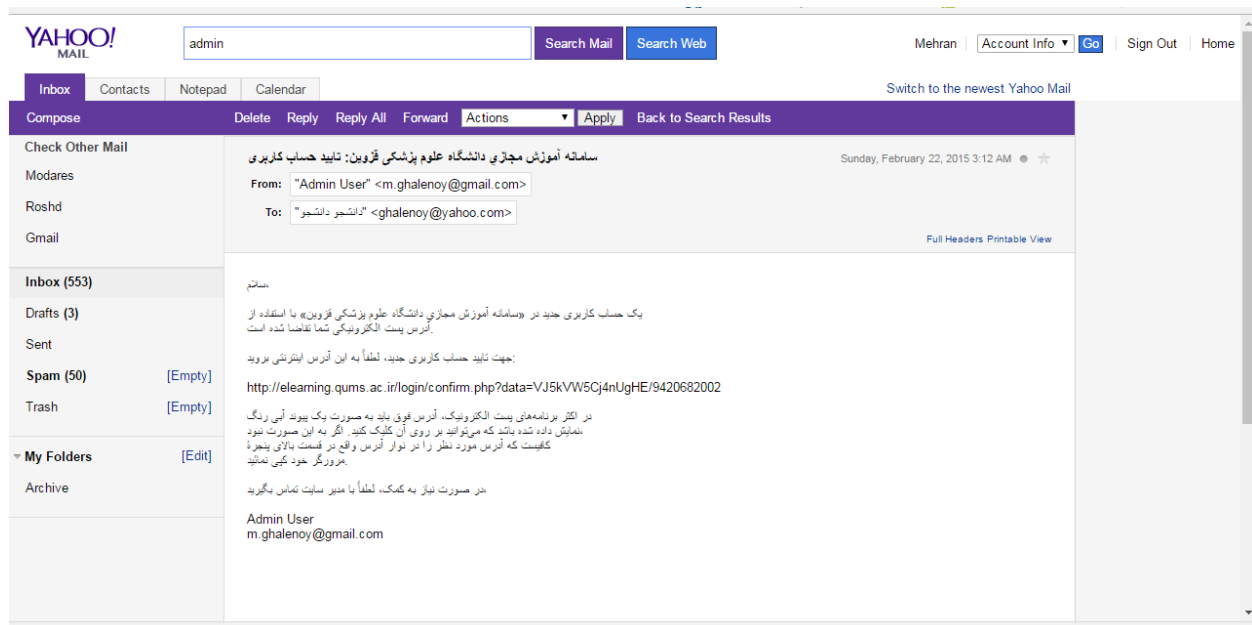 YAHOO!
MAIL
admin
Search Mail
Search Web
Mehran
Account Info
Go
Sign Out
Home
Inbox
Contacts
Notepad
Calendar
Switch to the newest Yahoo Mail
Compose
Delete
Reply
Reply All
Forward
Actions
Apply
Back to Search Results
Check Other Mail
Modares
Roshd
Gmail
Inbox (553)
Drafts (3)
Sent
Spam (50) [Empty]
Trash [Empty]
My Folders [Edit]
Archive
سامانه آموزش مجازي دانشگاه علوم پزشكی قزوين: تایید حساب کاربری
Sunday, February 22, 2015 3:12 AM
From: "Admin User" <m.ghalenoy@gmail.com>
To: "دانشجو دانشجو" <ghalenoy@yahoo.com>
Full Headers Printable View
سلام،
یک حساب کاربری جدید در «سامانه آموزش مجازي دانشگاه علوم پزشكی قزوين» با استفاده از
آدرس پست الکترونیکی شما تقاضا شده است.
جهت تایید حساب کاربری جدید، لطفاً به این آدرس اینترنتی بروید:
http://elearning.qums.ac.ir/login/confirm.php?data=VJ5kVW5Cj4nUgHE/9420682002
در اکثر برنامه‌های پست الکترونیک، آدرس فوق باید به صورت یک پیوند آبی رنگ
نمایش داده شده باشد که می‌توانید بر روی آن کلیک کنید. اگر به این صورت نبود،
کافیست که آدرس مورد نظر را در نوار آدرس واقع در قسمت بالای پنجرهٔ
مرورگر خود کپی نمائید.
در صورت نیاز به کمک، لطفاً با مدیر سایت تماس بگیرید،
Admin User
m.ghalenoy@gmail.com